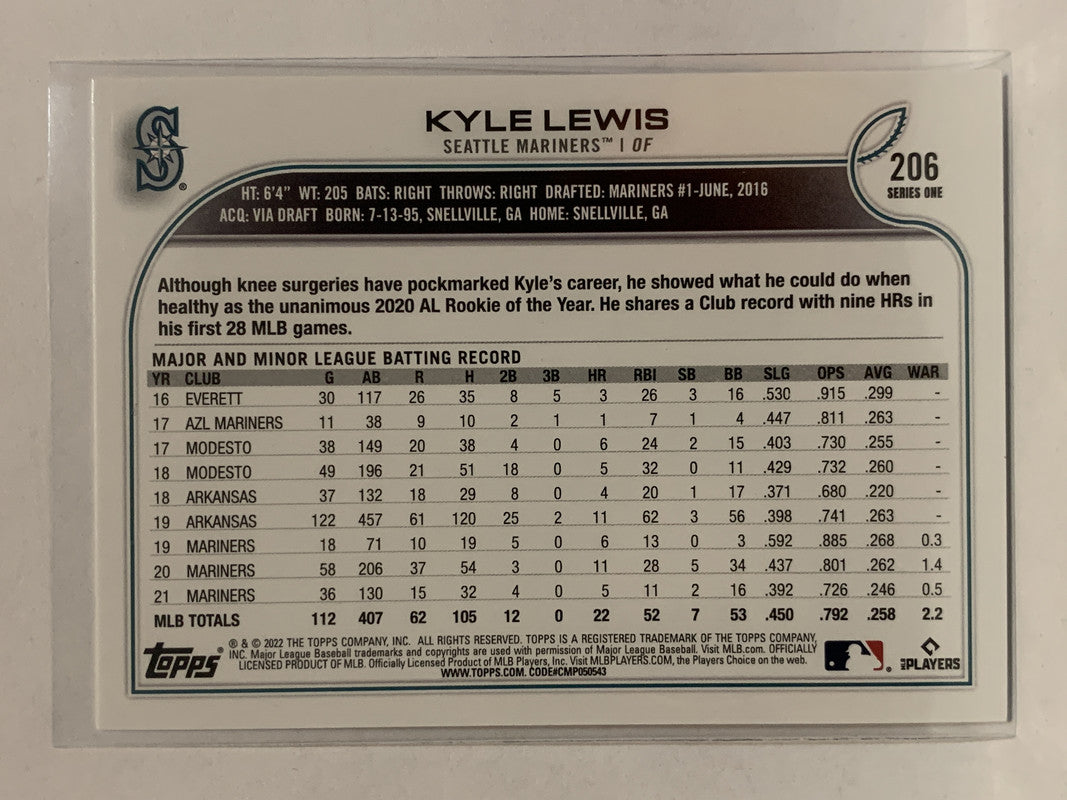 S
KYLE LEWIS
SEATTLE MARINERS™ | OF
206
SERIES ONE
HT: 6'4" WT: 205 BATS: RIGHT THROWS: RIGHT DRAFTED: MARINERS #1-JUNE, 2016
ACQ: VIA DRAFT BORN: 7-13-95, SNELLVILLE, GA HOME: SNELLVILLE, GA
Although knee surgeries have pockmarked Kyle's career, he showed what he could do when
healthy as the unanimous 2020 AL Rookie of the Year. He shares a Club record with nine HRs in
his first 28 MLB games.
MAJOR AND MINOR LEAGUE BATTING RECORD
YR CLUB G AB R H 2B 3B HR RBI SB BB SLG OPS AVG WAR
16 EVERETT 30 117 26 35 8 5 3 26 3 16 .530 .915 .299 -
17 AZL MARINERS 11 38 9 10 2 1 1 7 1 4 .447 .811 .263 -
17 MODESTO 38 149 20 38 4 0 6 24 2 15 .403 .730 .255 -
18 MODESTO 49 196 21 51 18 0 5 32 0 11 .429 .732 .260 -
18 ARKANSAS 37 132 18 29 8 0 4 20 1 17 .371 .680 .220 -
19 ARKANSAS 122 457 61 120 25 2 11 62 3 56 .398 .741 .263 -
19 MARINERS 18 71 10 19 5 0 6 13 0 3 .592 .885 .268 0.3
20 MARINERS 58 206 37 54 3 0 11 28 5 34 .437 .801 .262 1.4
21 MARINERS 36 130 15 32 4 0 5 11 2 16 .392 .726 .246 0.5
MLB TOTALS 112 407 62 105 12 0 22 52 7 53 .450 .792 .258 2.2
Topps®
® & © 2022 THE TOPPS COMPANY, INC. ALL RIGHTS RESERVED. TOPPS IS A REGISTERED TRADEMARK OF THE TOPPS COMPANY,
INC. Major League Baseball trademarks and copyrights are used with permission of Major League Baseball. Visit MLB.com. OFFICIALLY
LICENSED PRODUCT OF MLB. Officially Licensed Product of MLB Players, Inc. Visit MLBPLAYERS.COM, the Players Choice on the web.
WWW.TOPPS.COM. CODE#CMP050543
MLB PLAYERS